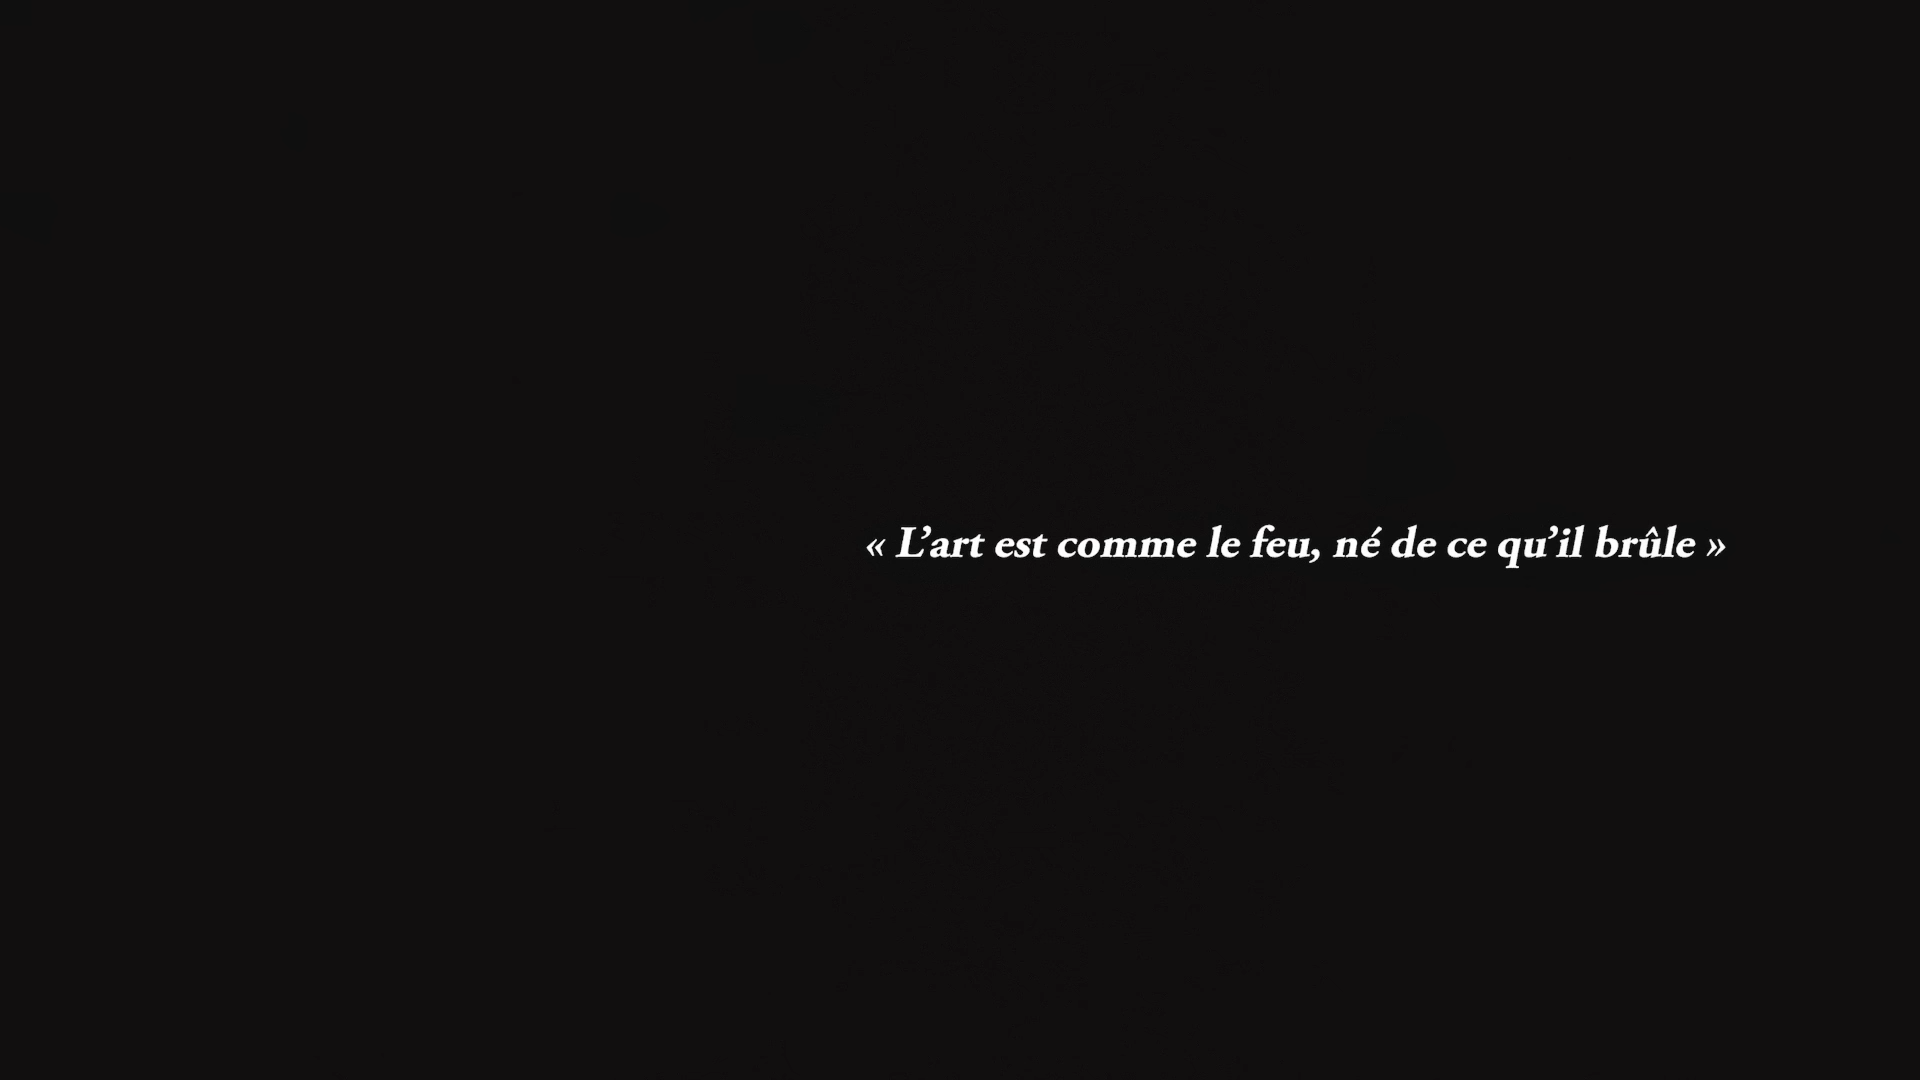 « L’art est comme le feu, né de ce qu’il brûle »